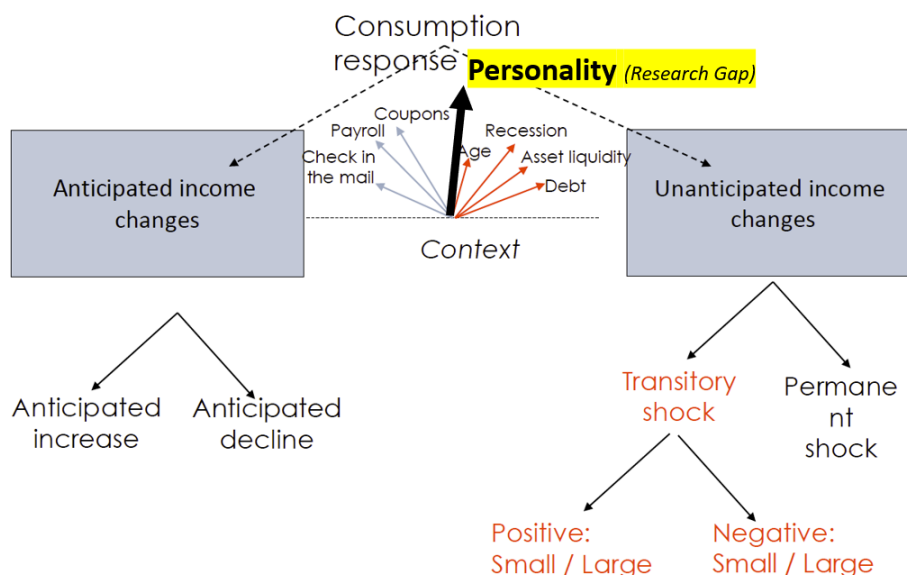 Consumption
response
Personality (Research Gap)
Coupons
Payroll
Check in
the mail
Recession
Age
Asset liquidity
Debt
Anticipated income
changes
Unanticipated income
changes
Context
Anticipated
increase
Anticipated
decline
Transitory
shock
Permane
nt
shock
Positive:
Small / Large
Negative:
Small / Large